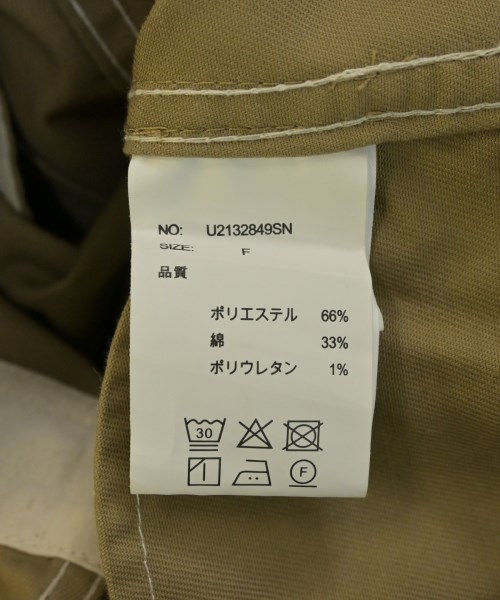 NO: U2132849SN
SIZE: F
品質
ポリエステル 66%
綿 33%
ポリウレタン 1%
30
F